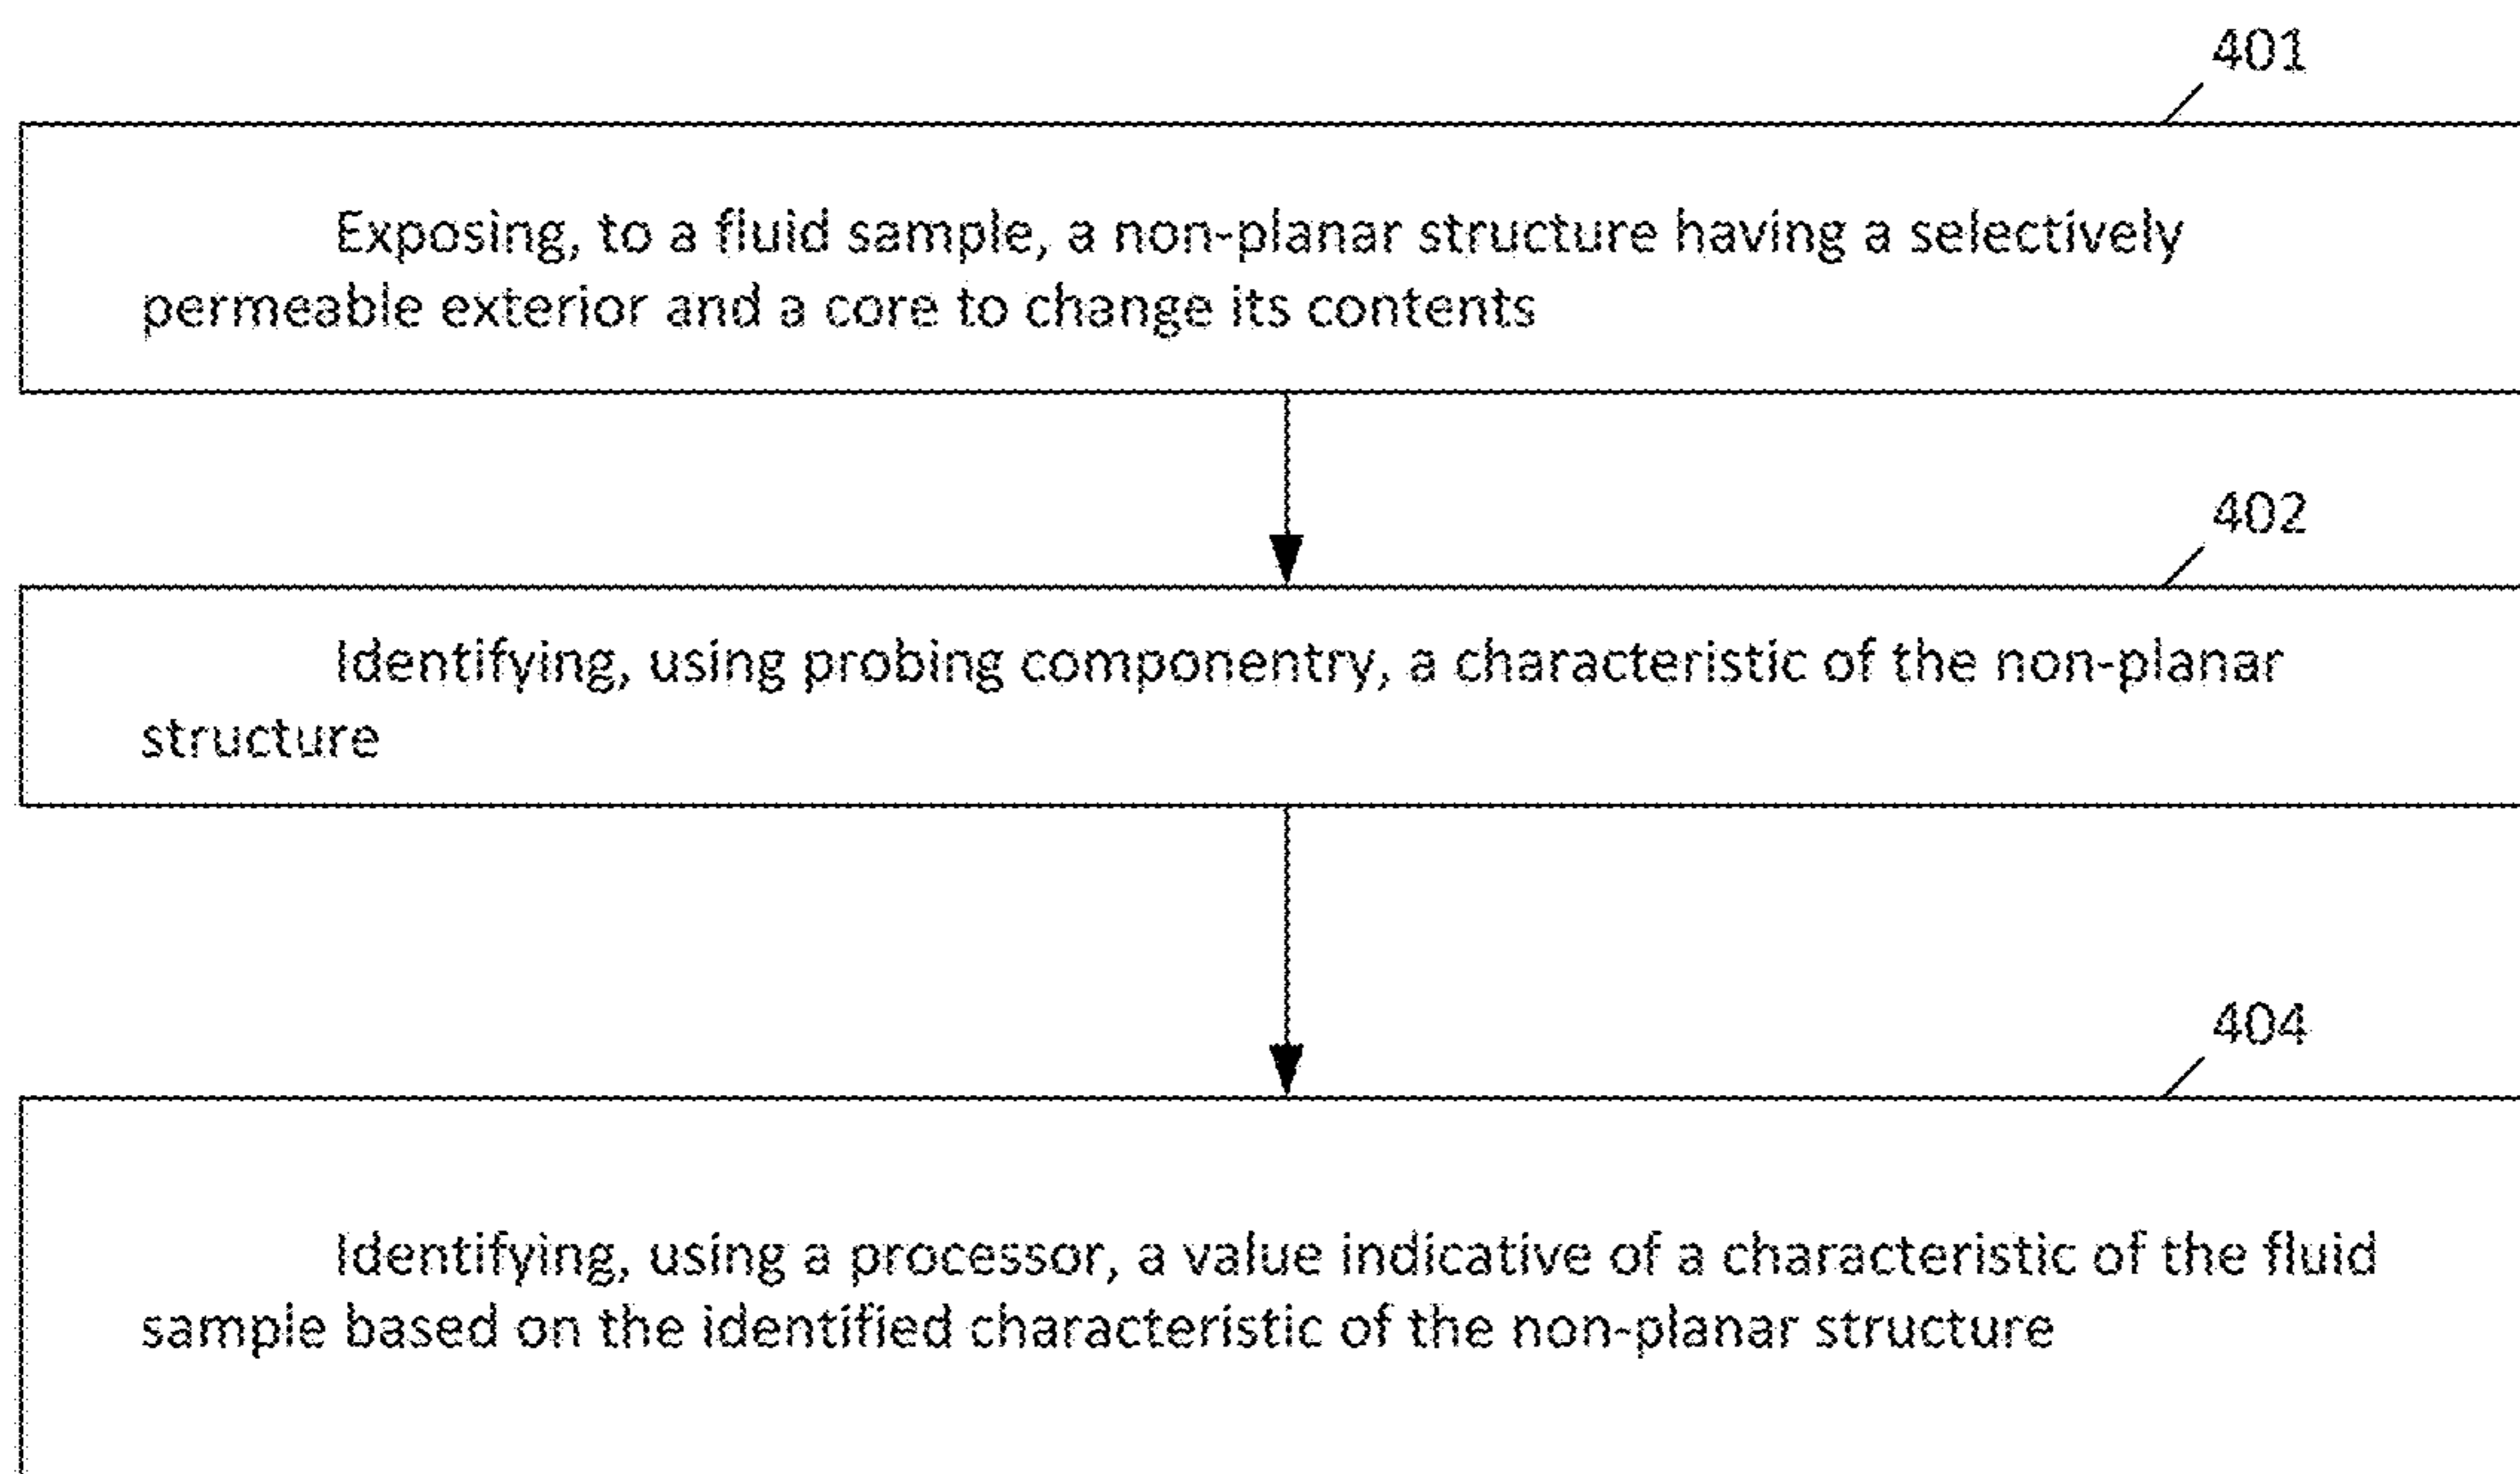 401
Exposing, to a fluid sample, a non-planar structure having a selectively
permeable exterior and a core to change its contents
402
Identifying, using probing componentry, a characteristic of the non-planar
structure
404
Identifying, using a processor, a value indicative of a characteristic of the fluid
sample based on the identified characteristic of the non-planar structure